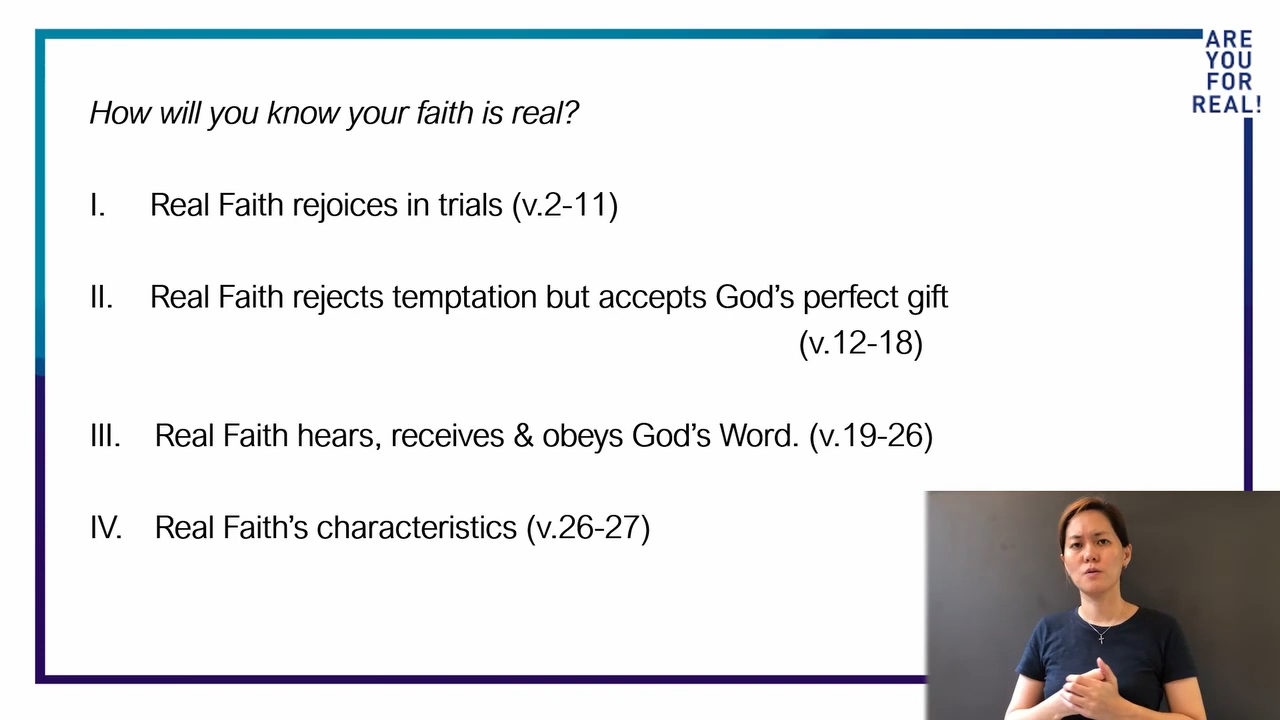 ARE
YOU
FOR
REAL!
How will you know your faith is real?
I. Real Faith rejoices in trials (v.2-11)
II. Real Faith rejects temptation but accepts God’s perfect gift
(v.12-18)
III. Real Faith hears, receives & obeys God’s Word. (v.19-26)
IV. Real Faith’s characteristics (v.26-27)